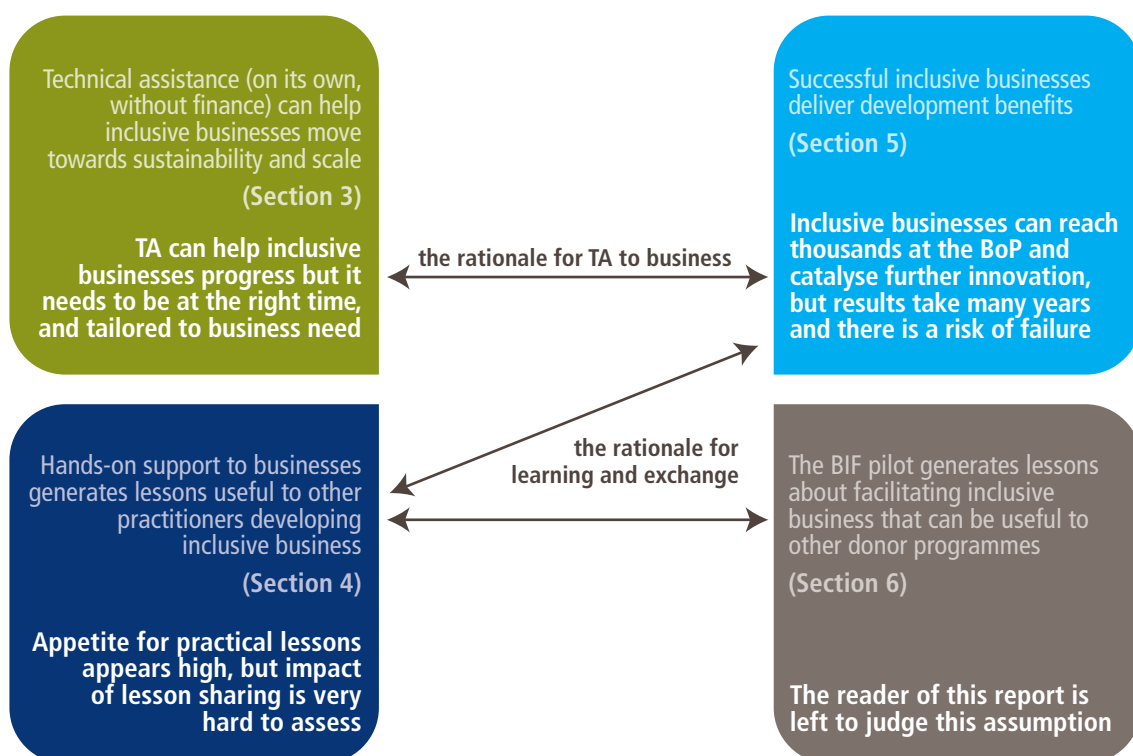 Technical assistance (on its own,
without finance) can help
inclusive businesses move
towards sustainability and scale
(Section 3)
TA can help inclusive
businesses progress but it
needs to be at the right time,
and tailored to business need
the rationale for TA to business
Successful inclusive businesses
deliver development benefits
(Section 5)
Inclusive businesses can reach
thousands at the BoP and
catalyse further innovation,
but results take many years
and there is a risk of failure
Hands-on support to businesses
generates lessons useful to other
practitioners developing
inclusive business
(Section 4)
Appetite for practical lessons
appears high, but impact
of lesson sharing is very
hard to assess
the rationale for
learning and exchange
The BIF pilot generates lessons
about facilitating inclusive
business that can be useful to
other donor programmes
(Section 6)
The reader of this report is
left to judge this assumption